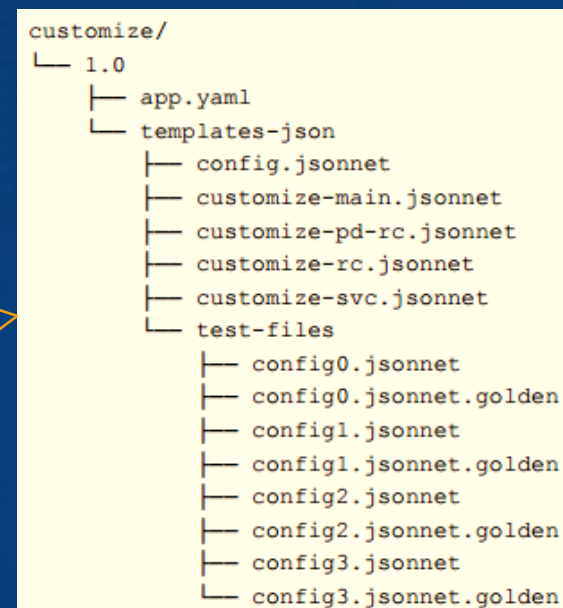 customize/
└── 1.0
    ├── app.yaml
    └── templates-json
        ├── config.jsonnet
        ├── customize-main.jsonnet
        ├── customize-pd-rc.jsonnet
        ├── customize-rc.jsonnet
        ├── customize-svc.jsonnet
        └── test-files
            ├── config0.jsonnet
            ├── config0.jsonnet.golden
            ├── config1.jsonnet
            ├── config1.jsonnet.golden
            ├── config2.jsonnet
            ├── config2.jsonnet.golden
            ├── config3.jsonnet
            └── config3.jsonnet.golden